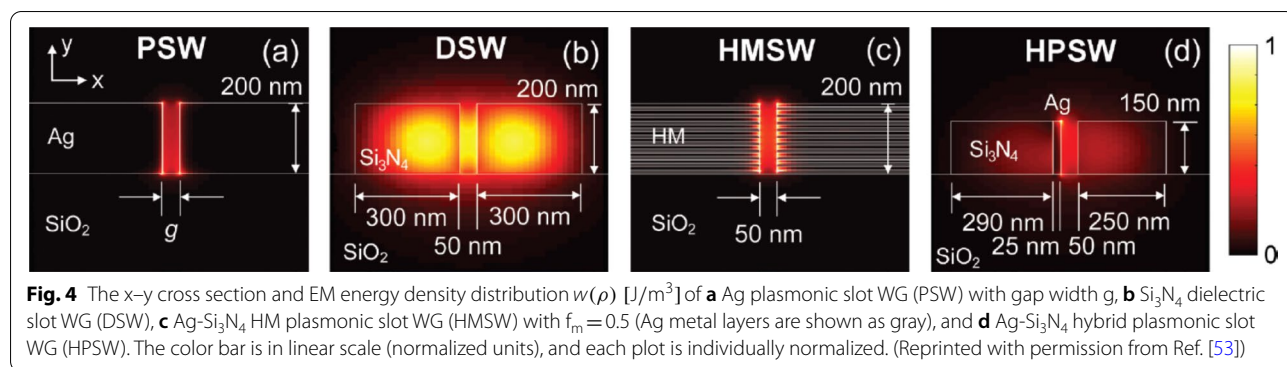 PSW (a)
y
x
200 nm
Ag
SiO₂
g
DSW (b)
200 nm
Si₃N₄
300 nm 300 nm
50 nm
SiO₂
HMSW (c)
200 nm
HM
50 nm
SiO₂
HPSW (d)
Ag
150 nm
Si₃N₄
290 nm 250 nm
25 nm 50 nm
SiO₂
1
0
Fig. 4 The x–y cross section and EM energy density distribution w(ρ) [J/m³] of a Ag plasmonic slot WG (PSW) with gap width g, b Si₃N₄ dielectric
slot WG (DSW), c Ag-Si₃N₄ HM plasmonic slot WG (HMSW) with fₘ = 0.5 (Ag metal layers are shown as gray), and d Ag-Si₃N₄ hybrid plasmonic slot
WG (HPSW). The color bar is in linear scale (normalized units), and each plot is individually normalized. (Reprinted with permission from Ref. [53])